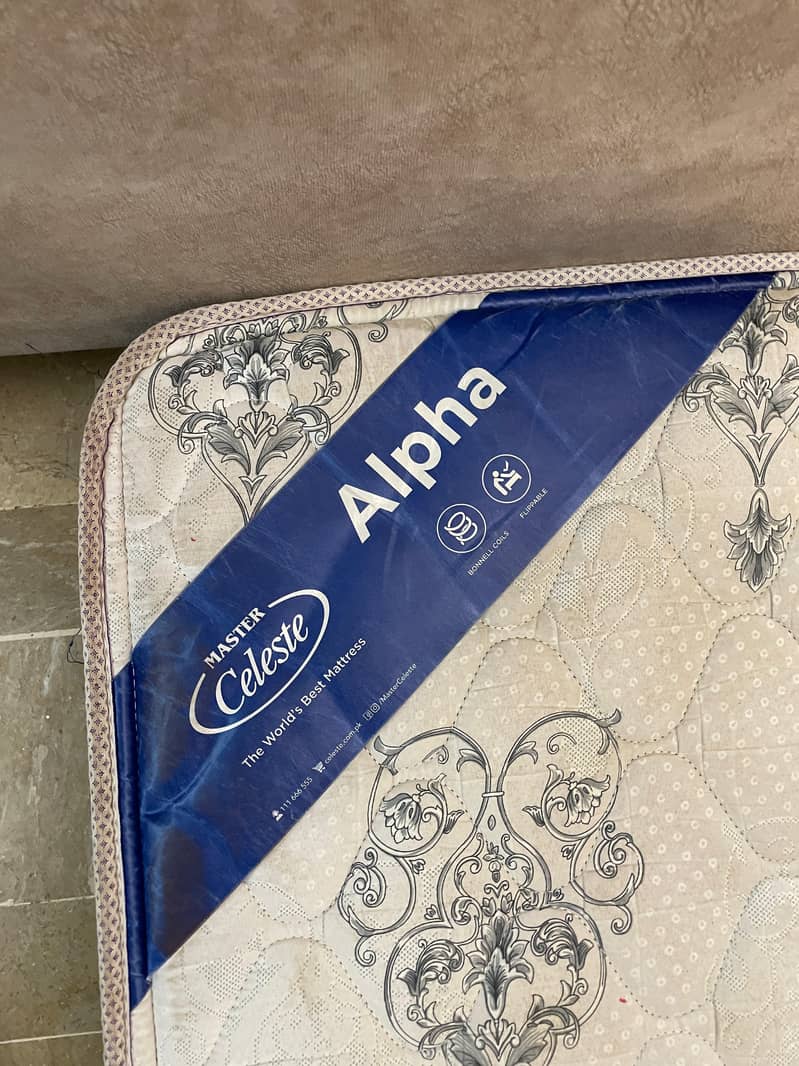 Alpha
BONNELL COILS
FLIPPABLE
MASTER
Celeste
The World's Best Mattress
111 666 555 celeste.com.pk /MasterCeleste